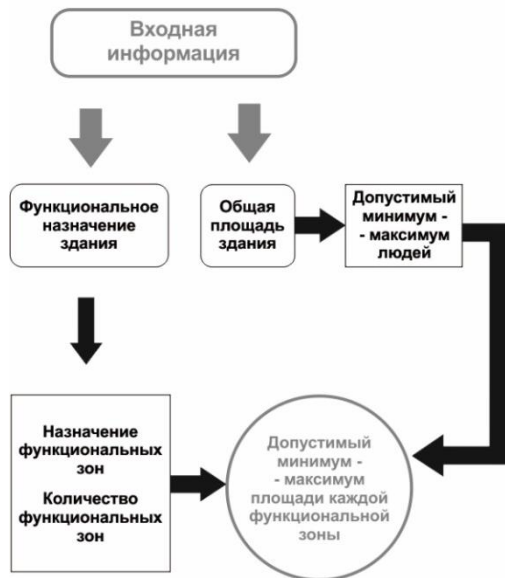 Входная
информация
Функциональное
назначение
здания
Общая
площадь
здания
Допустимый
минимум -
- максимум
людей
Назначение
функциональных
зон
Количество
функциональных
зон
Допустимый
минимум -
- максимум
площади каждой
функциональной
зоны